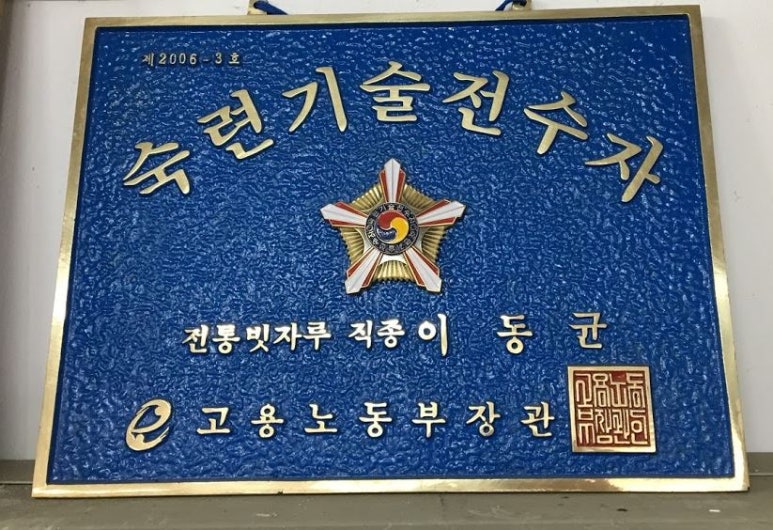 제2006-3호
숙련기술전수자
전통빗자루 직종 이동균
고용노동부장관